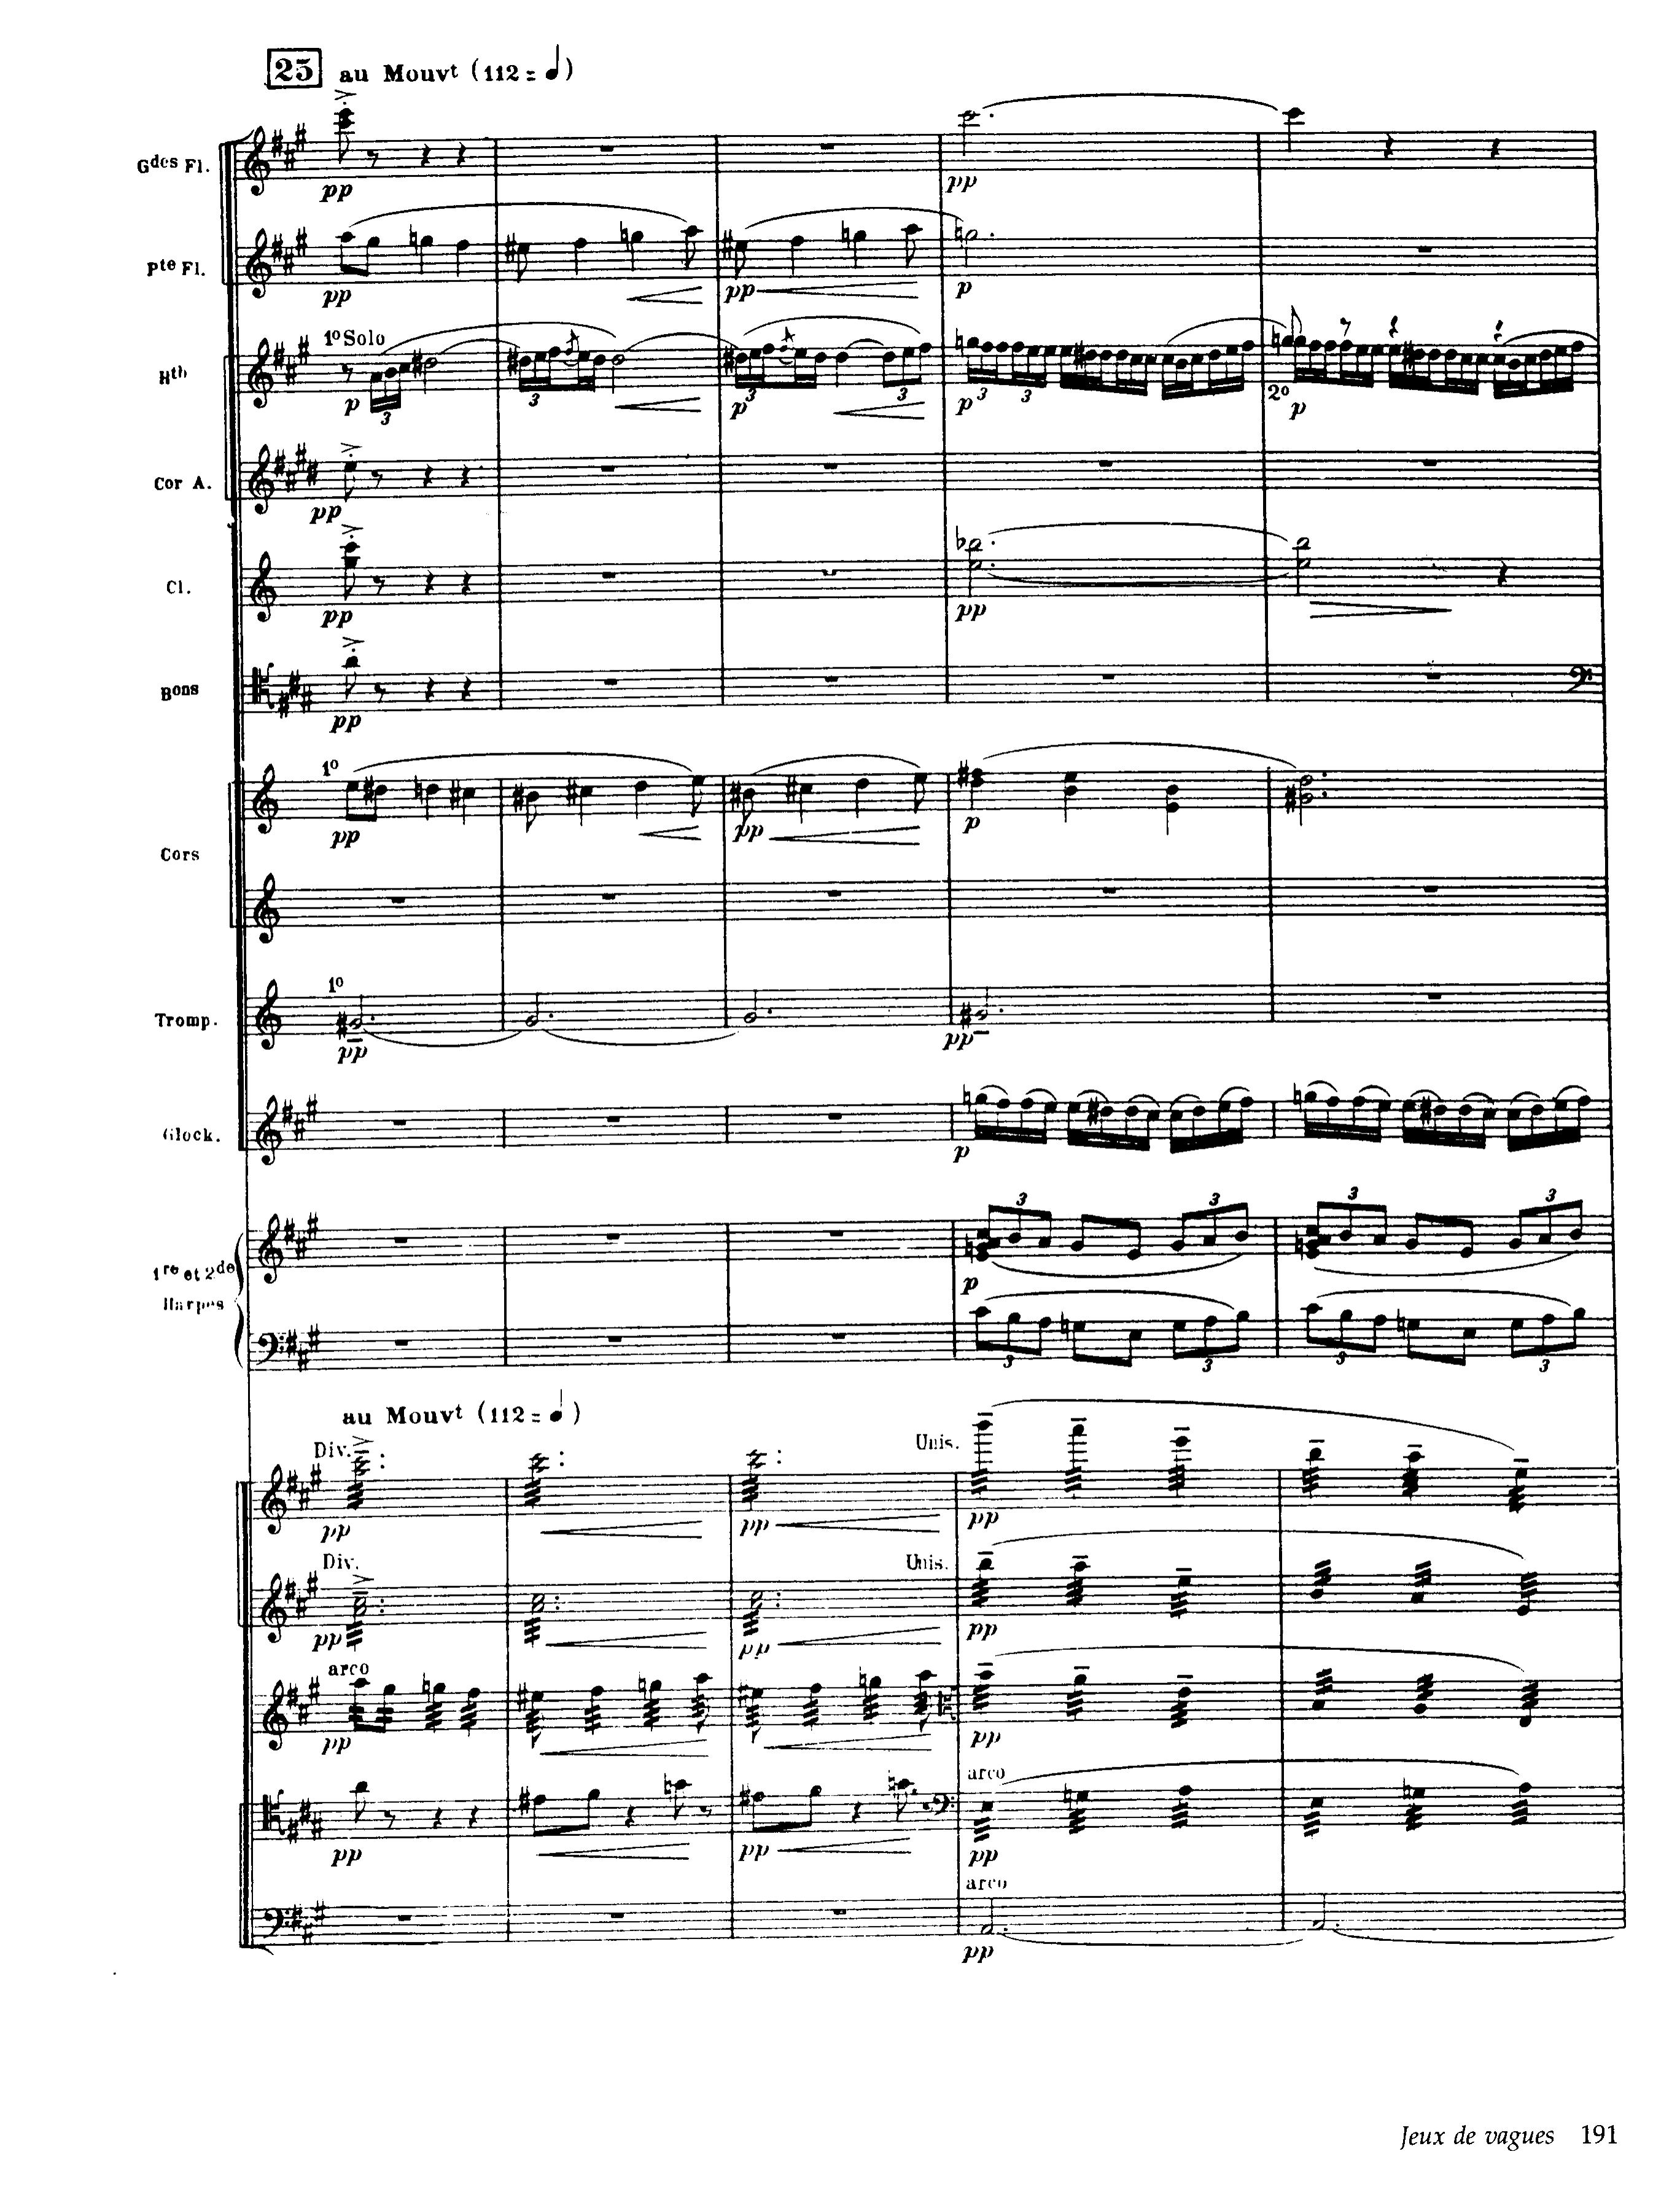 25 au Mouvt (112 = ♩)
Gdes Fl.
pp
pp
Pte Fl.
pp
pp
p
1º Solo
Htb
p
3
3
p
3
3
p
3
3
2º
p
Cor A.
pp
Cl.
pp
pp
Bons
pp
1º
pp
pp
p
Cors
1º
Tromp.
pp
pp
Glock.
p
3
3
3
3
1re et 2de
Harpes
p
3
3
3
3
au Mouvt (112 = ♩)
Div.
Unis.
pp
pp
pp
Div.
Unis.
pp
pp
pp
arco
pp
pp
arco
pp
pp
pp
arco
pp
Jeux de vagues 191